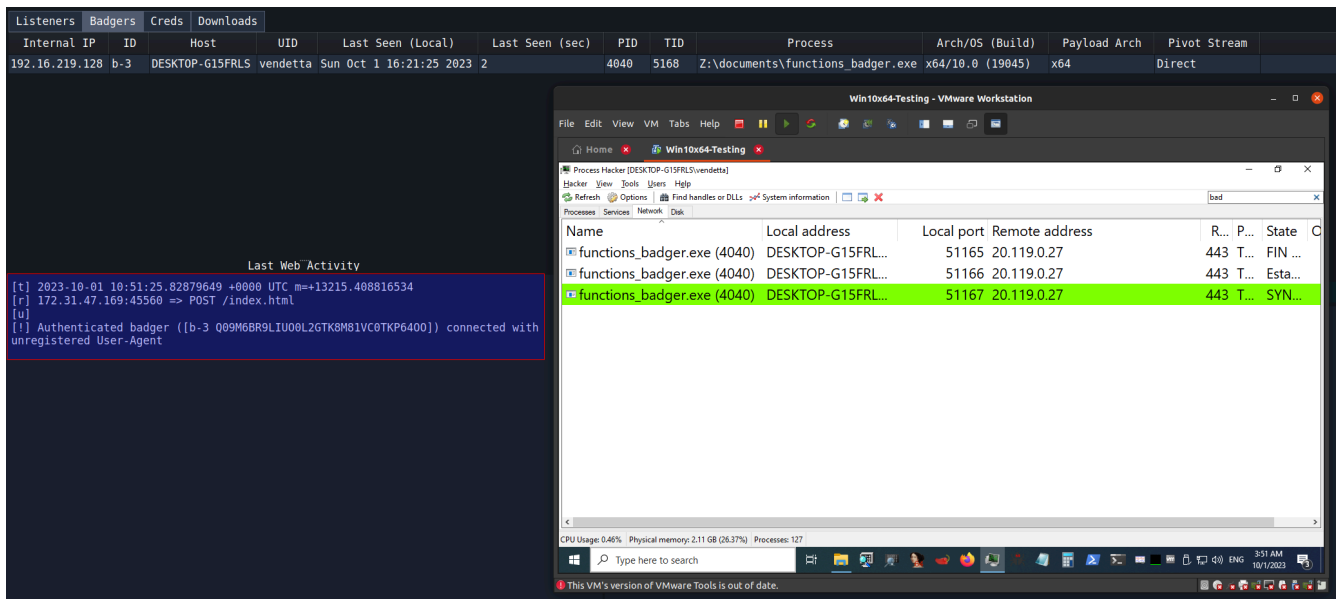 Listeners Badgers Creds Downloads
Internal IP ID Host UID Last Seen (Local) Last Seen (sec) PID TID Process Arch/OS (Build) Payload Arch Pivot Stream
192.16.219.128 b-3 DESKTOP-G15FRLS vendetta Sun Oct 1 16:21:25 2023 2 4040 5168 Z:\documents\functions_badger.exe x64/10.0 (19045) x64 Direct
Last Web Activity
[t] 2023-10-01 10:51:25.82879649 +0000 UTC m=+13215.408816534
[r] 172.31.47.169:45560 => POST /index.html
[u]
[!] Authenticated badger ([b-3 Q09M6BR9LIUO0L2GTK8M81VC0TKP64OO]) connected with
unregistered User-Agent
Win10x64-Testing - VMware Workstation
File Edit View VM Tabs Help
Home Win10x64-Testing
Process Hacker [DESKTOP-G15FRLS\vendetta]
Hacker View Tools Users Help
Refresh Options Find handles or DLLs System information bad
Processes Services Network Disk
Name Local address Local port Remote address R... P... State O
functions_badger.exe (4040) DESKTOP-G15FRL... 51165 20.119.0.27 443 T... FIN ...
functions_badger.exe (4040) DESKTOP-G15FRL... 51166 20.119.0.27 443 T... Esta...
functions_badger.exe (4040) DESKTOP-G15FRL... 51167 20.119.0.27 443 T... SYN...
CPU Usage: 0.46% Physical memory: 2.11 GB (26.37%) Processes: 127
Type here to search ENG 3:51 AM
10/1/2023
This VM's version of VMware Tools is out of date.